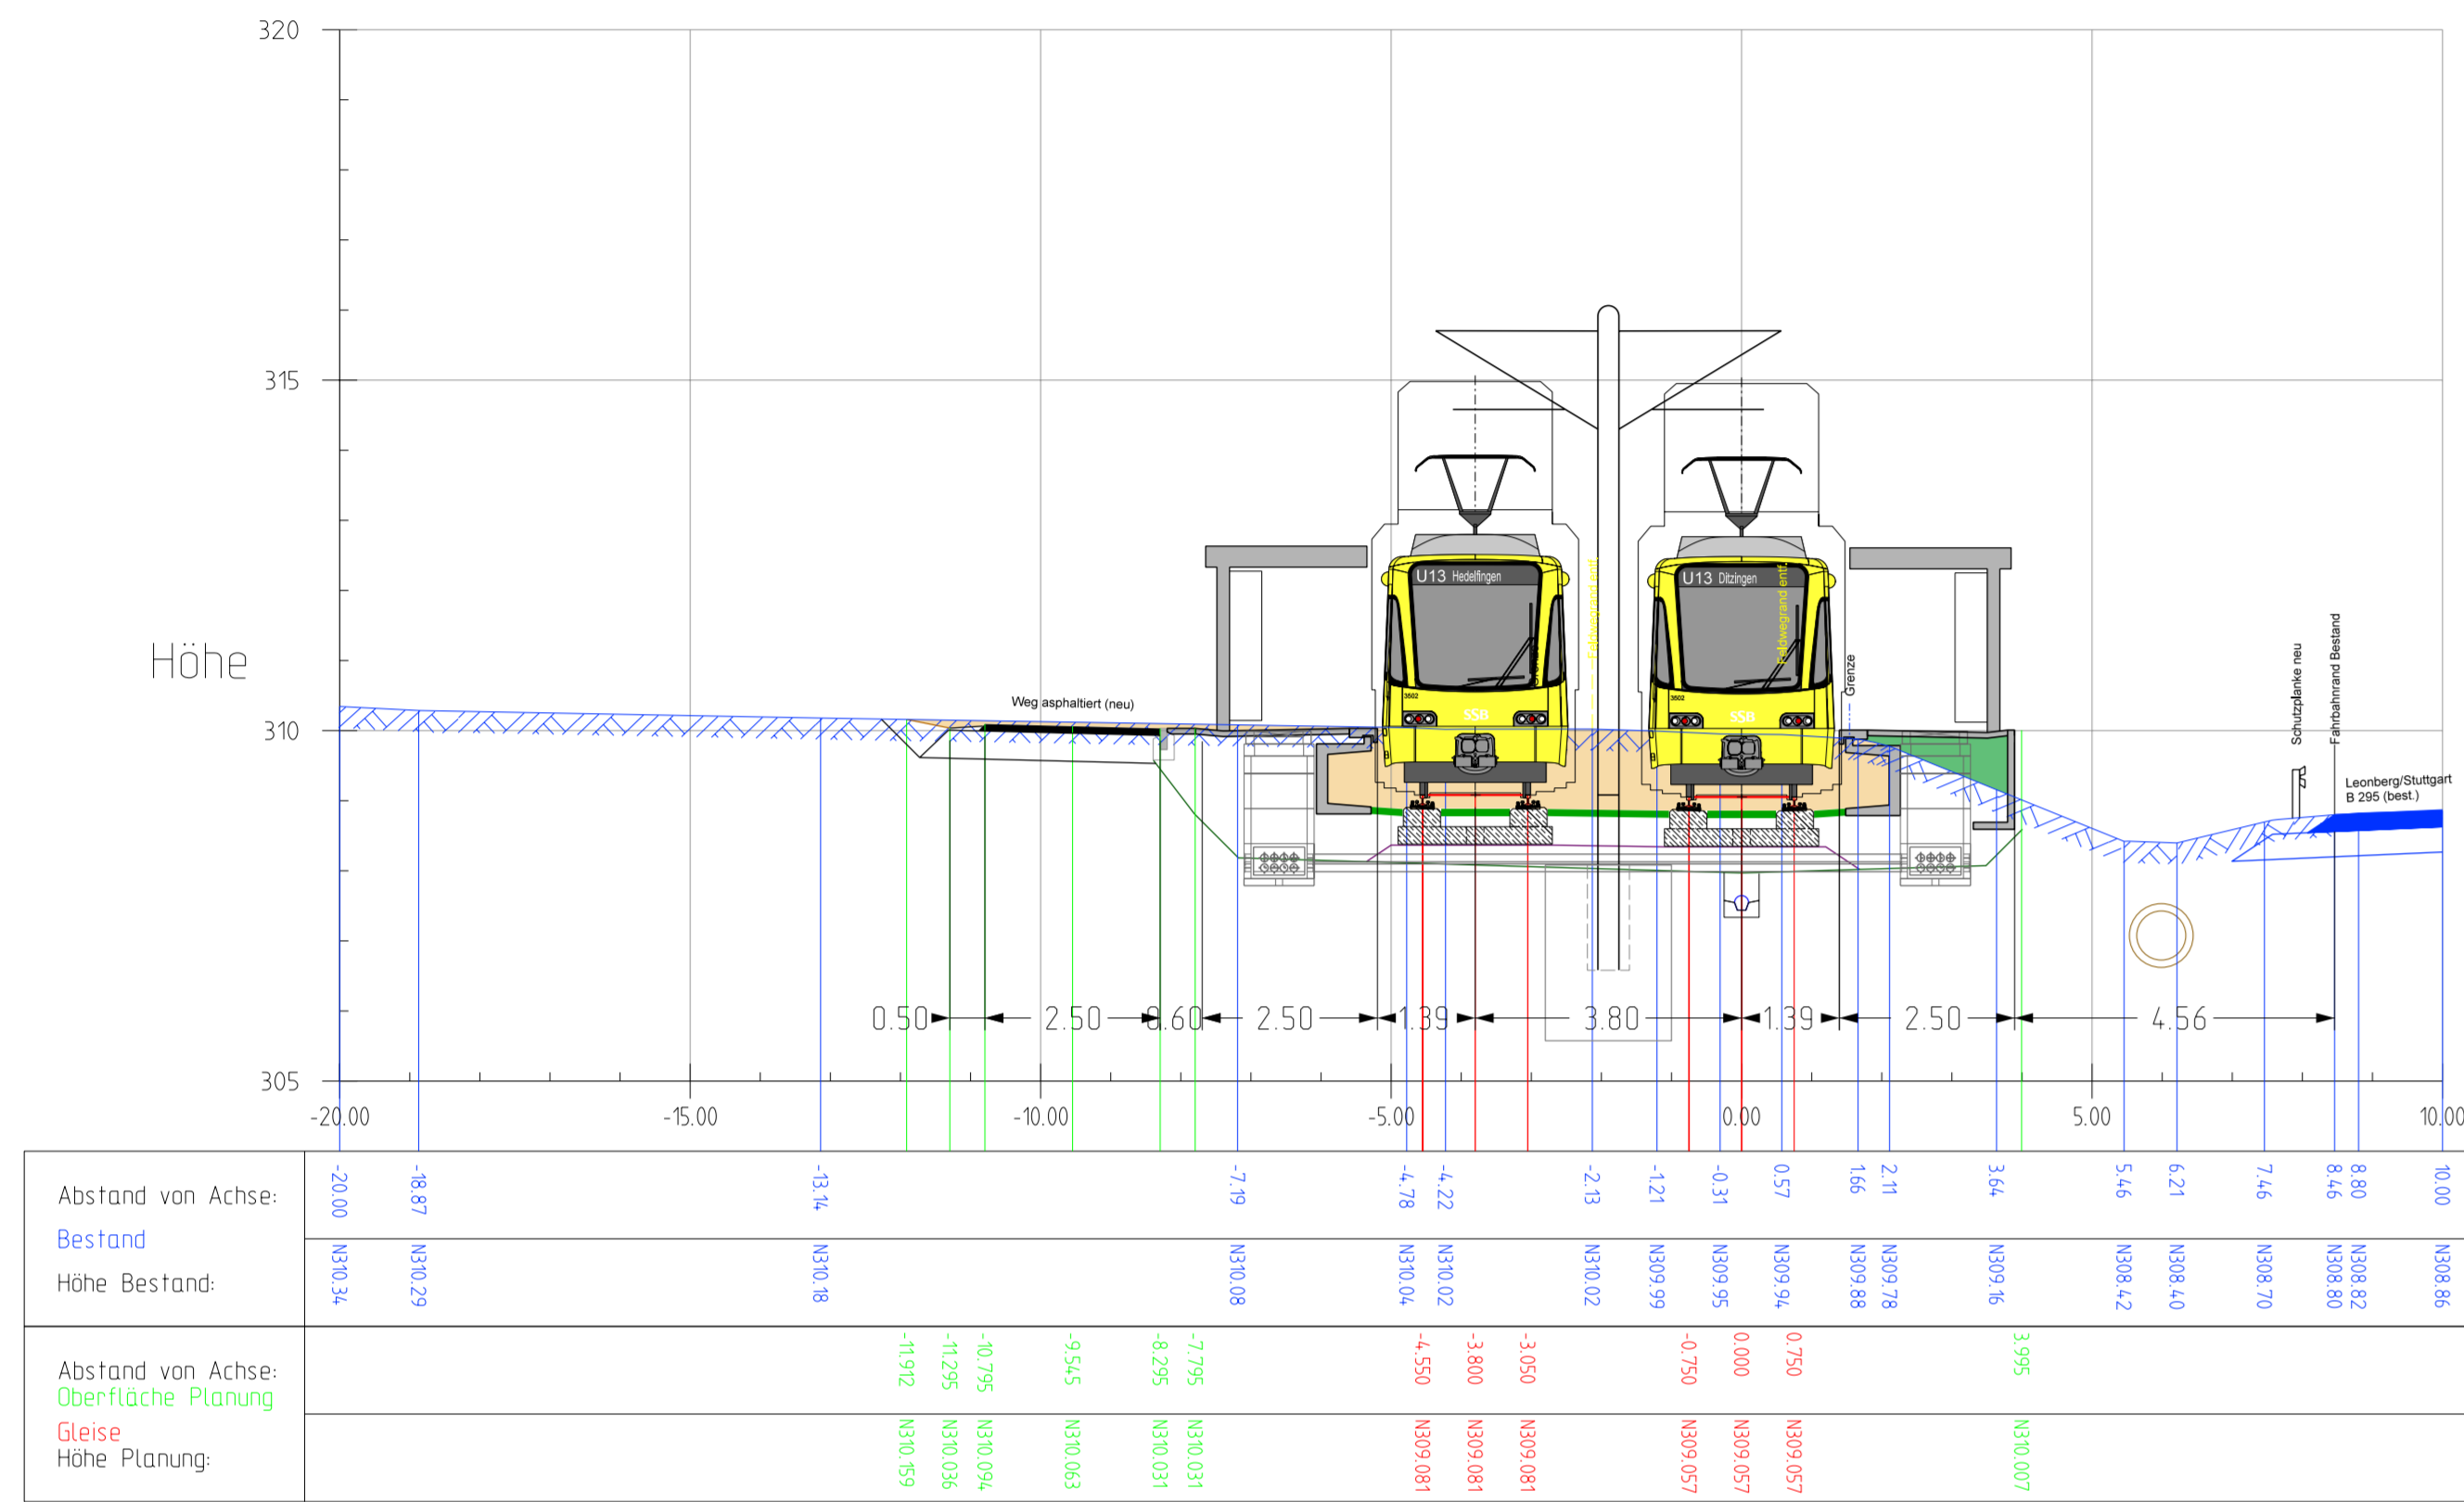 320
315
Höhe
310
305
U13 Hedelfingen
U13 Ditzingen
Feldwegrand entf.
Feldwegrand entf.
3502
3502
SSB
SSB
Grenze
Weg asphaltiert (neu)
Schutzplanke neu
Fahrbahnrand Bestand
Leonberg/Stuttgart
B 295 (best.)
0.50 2.50 0.60 2.50 1.39 3.80 1.39 2.50 4.56
-20.00 -15.00 -10.00 -5.00 0.00 5.00 10.00
Abstand von Achse:
-20.00 -18.87 -13.14 -7.19 -4.78 -4.22 -2.13 -1.21 -0.31 0.57 1.66 2.11 3.64 5.46 6.21 7.46 8.46 8.80 10.00
Bestand
Höhe Bestand:
N310.34 N310.29 N310.18 N310.08 N310.04 N310.02 N310.02 N309.99 N309.95 N309.94 N309.88 N309.78 N309.16 N308.42 N308.40 N308.70 N308.80 N308.82 N308.86
Abstand von Achse:
-11.912 -11.295 -10.795 -9.545 -8.295 -7.795 -4.550 -3.800 -3.050 -0.750 0.000 0.750 3.995
Oberfläche Planung
Gleise
Höhe Planung:
N310.159 N310.036 N310.094 N310.063 N310.031 N310.031 N309.081 N309.081 N309.081 N309.057 N309.057 N309.057 N310.007